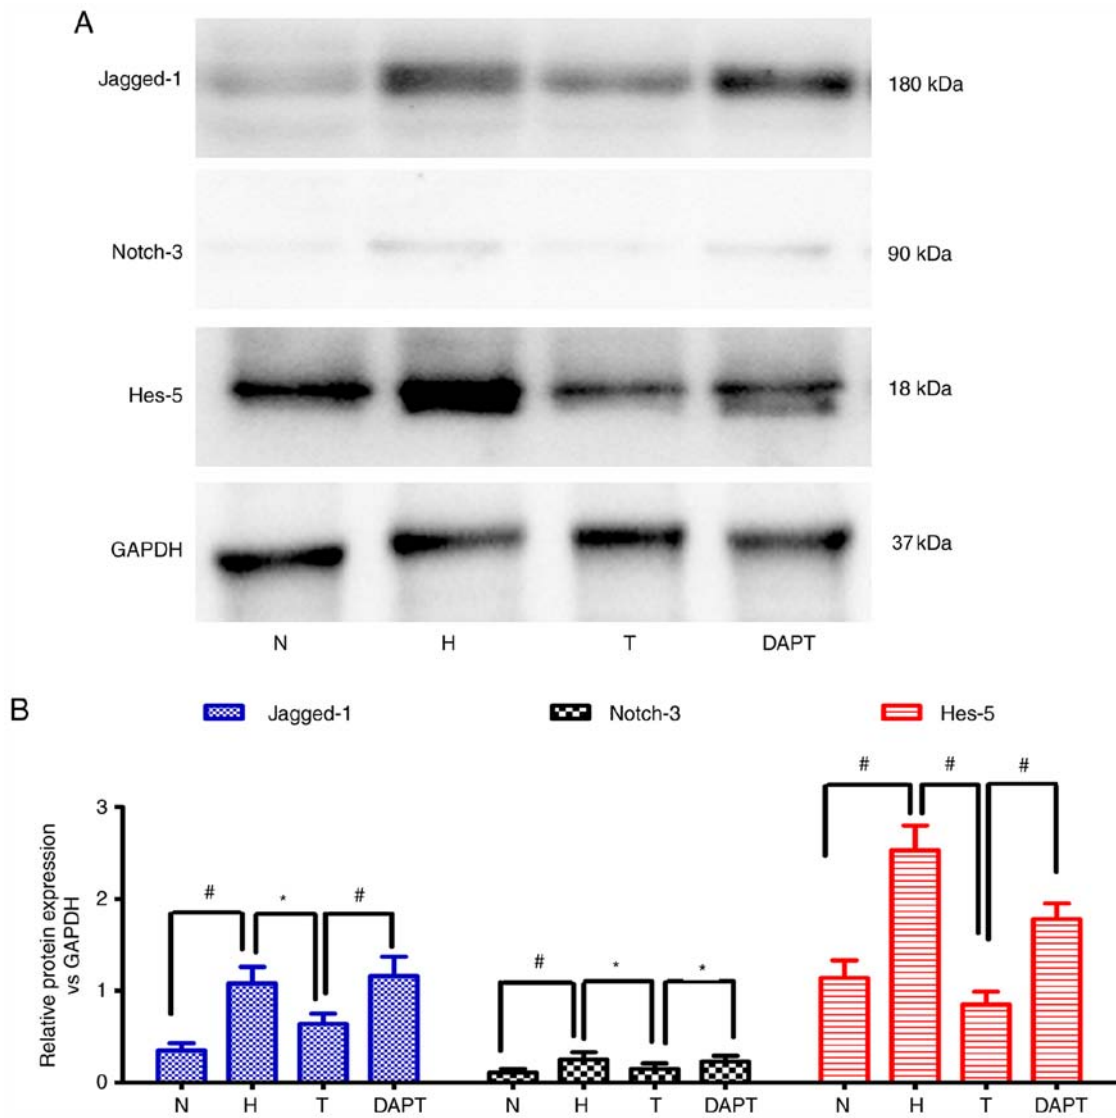 A
Jagged-1 180 kDa
Notch-3 90 kDa
Hes-5 18 kDa
GAPDH 37 kDa
N H T DAPT
B
Jagged-1 Notch-3 Hes-5
# # #
3
2
1
0
Relative protein expression
vs GAPDH
# * #
# * *
N H T DAPT N H T DAPT N H T DAPT